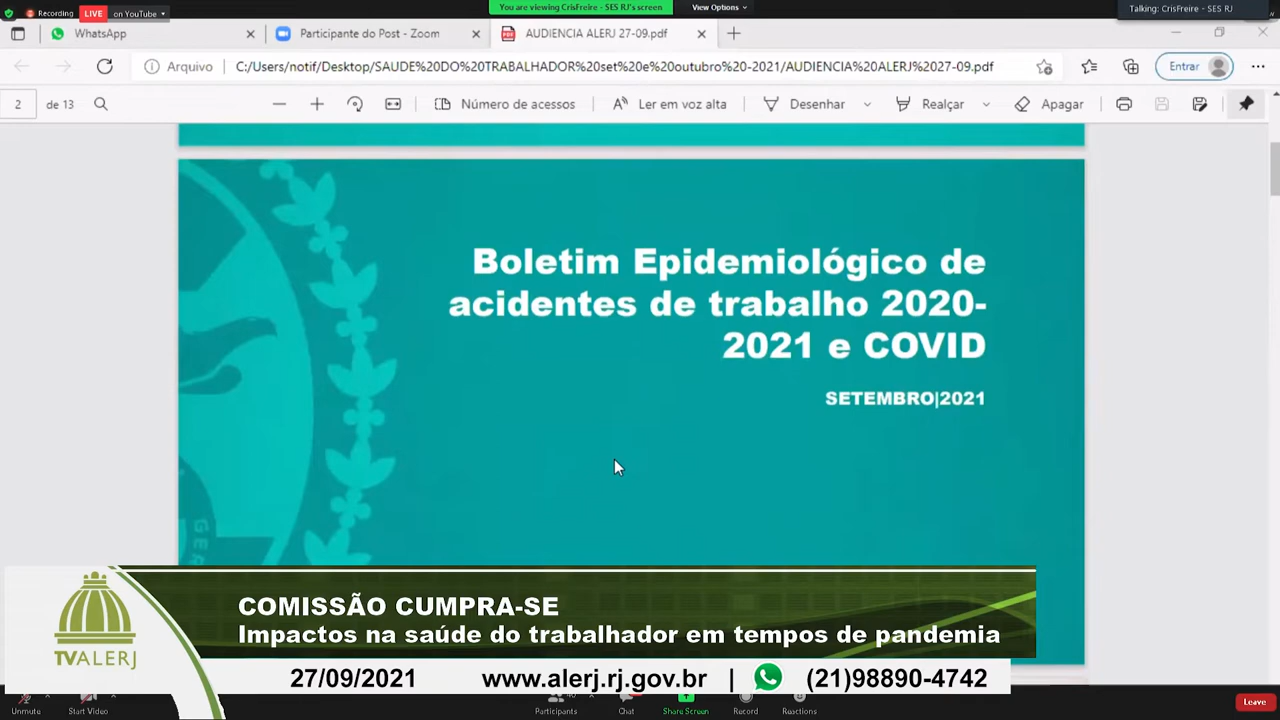 Recording
LIVE
on YouTube
You are viewing CrisFreire - SES RJ's screen
View Options
Talking: CrisFreire - SES RJ
WhatsApp
Participante do Post - Zoom
AUDIENCIA ALERJ 27-09.pdf
Arquivo
C:/Users/notif/Desktop/SAUDE%20DO%20TRABALHADOR%20set%20e%20outubro%20-2021/AUDIENCIA%20ALERJ%2027-09.pdf
Entrar
2
de 13
Número de acessos
Ler em voz alta
Desenhar
Realçar
Apagar
Boletim Epidemiológico de
acidentes de trabalho 2020-
2021 e COVID
SETEMBRO|2021
COMISSÃO CUMPRA-SE
Impactos na saúde do trabalhador em tempos de pandemia
TVALERJ
27/09/2021
www.alerj.rj.gov.br | (21)98890-4742
Unmute
Start Video
Participants
Chat
Share Screen
Record
Reactions
Leave